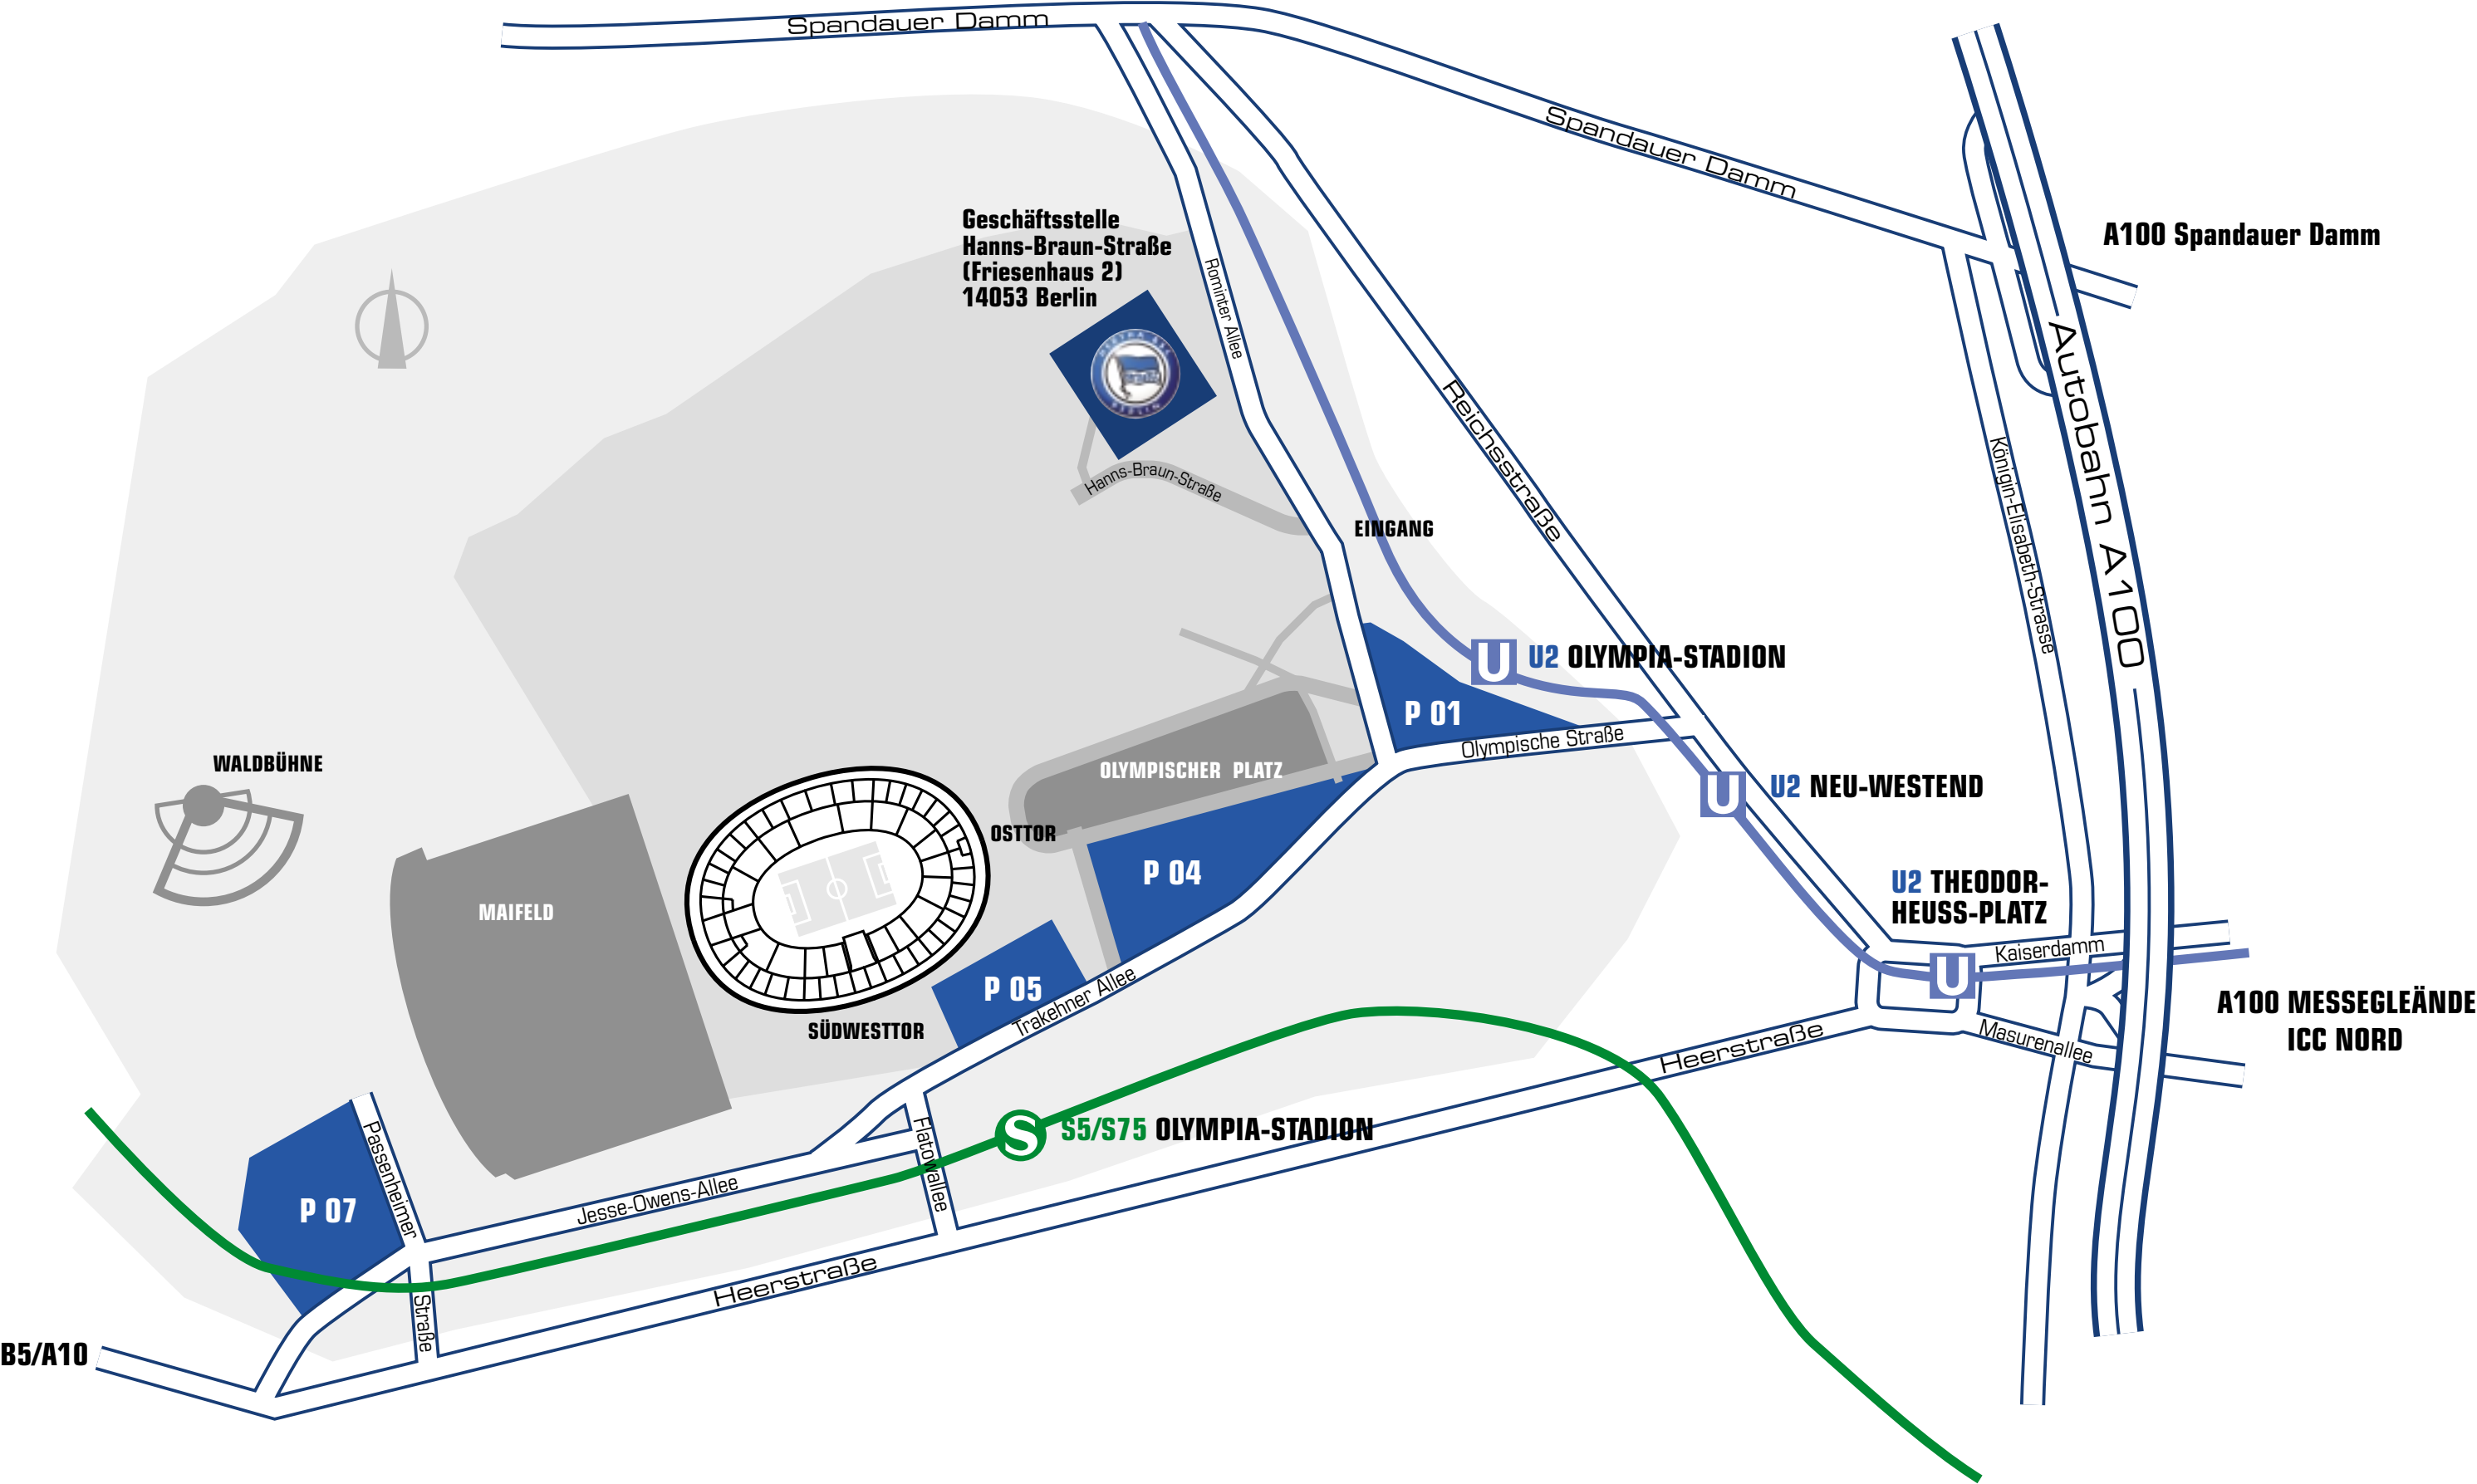 Spandauer Damm
Spandauer Damm
A100 Spandauer Damm
Geschäftsstelle
Hanns-Braun-Straße
(Friesenhaus 2)
14053 Berlin
Rominter Allee
HERTHA BSC
BERLIN
Hanns-Braun-Straße
Reichsstraße
Autobahn A100
Königin-Elisabeth-Strasse
EINGANG
U
U2 OLYMPIA-STADION
P 01
Olympische Straße
OLYMPISCHER PLATZ
U
U2 NEU-WESTEND
WALDBÜHNE
OSTTOR
P 04
MAIFELD
U2 THEODOR-
HEUSS-PLATZ
Kaiserdamm
U
P 05
Trakehner Allee
SÜDWESTTOR
A100 MESSEGLEÄNDE
ICC NORD
Masurenallee
Heerstraße
S
S5/S75 OLYMPIA-STADION
Flatowallee
Passenheimer
P 07
Jesse-Owens-Allee
Heerstraße
Straße
B5/A10